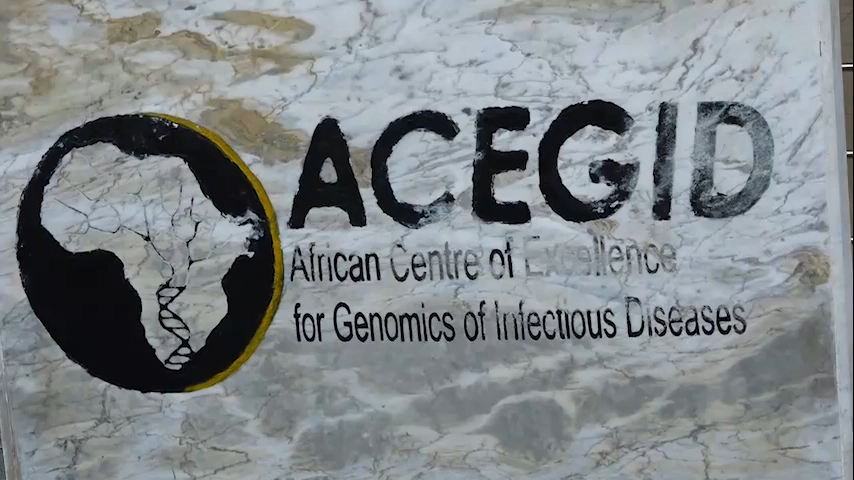 ACEGID
African Centre of Excellence
for Genomics of Infectious Diseases